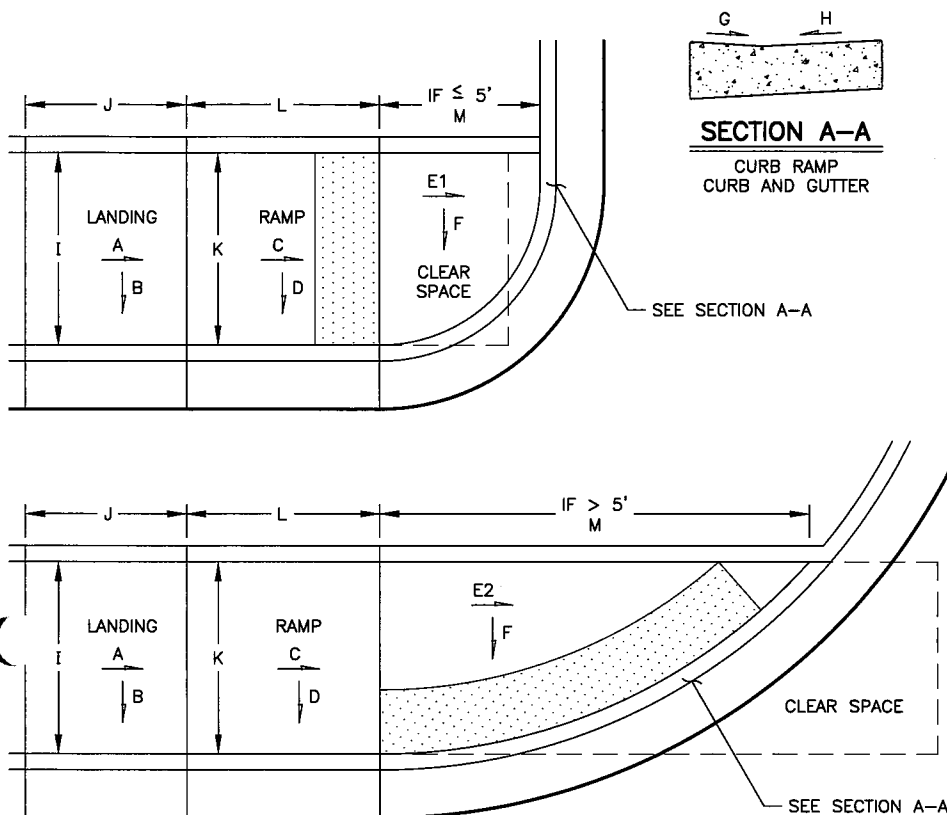 G H
SECTION A-A
CURB RAMP
CURB AND GUTTER
J L IF ≤ 5'
M
I LANDING
A
B
K RAMP
C
D
E1
F
CLEAR
SPACE
SEE SECTION A-A
J L IF > 5'
M
I LANDING
A
B
K RAMP
C
D
E2
F
CLEAR SPACE
SEE SECTION A-A